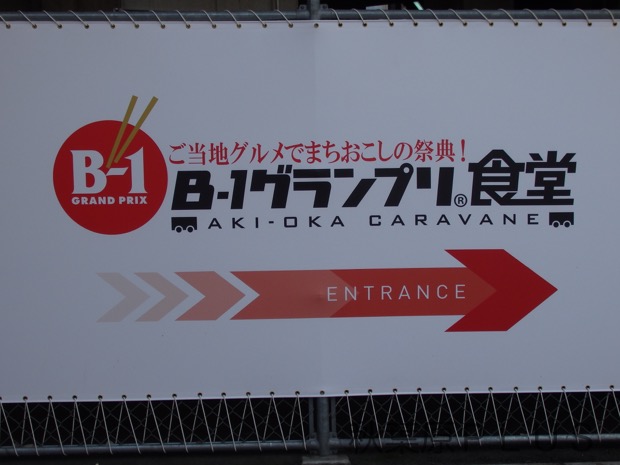 B-1
GRAND PRIX
ご当地グルメでまちおこしの祭典!
B-1グランプリ®食堂
AKI-OKA CARAVANE
ENTRANCE